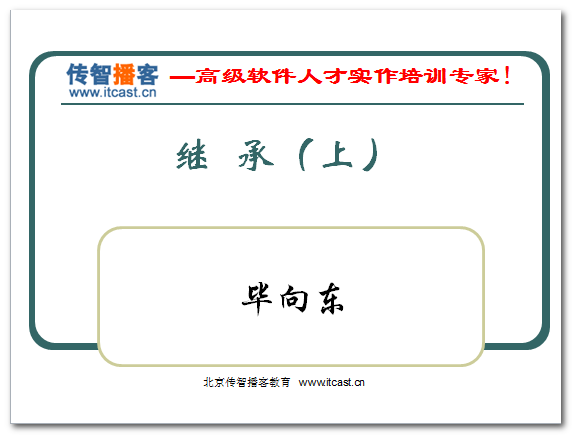 传智播客 —高级软件人才实作培训专家!
www.itcast.cn
继 承（上）
毕向东
北京传智播客教育 www.itcast.cn